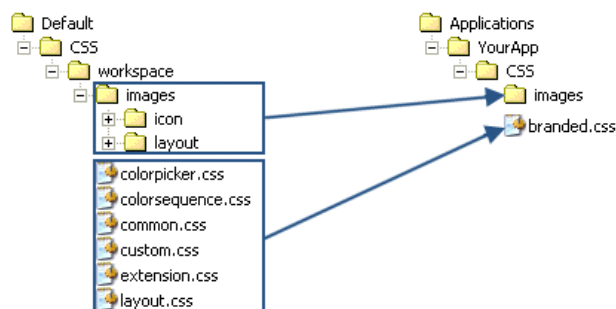 Default
CSS
workspace
images
icon
layout
colorpicker.css
colorsequence.css
common.css
custom.css
extension.css
layout.css
Applications
YourApp
CSS
images
branded.css